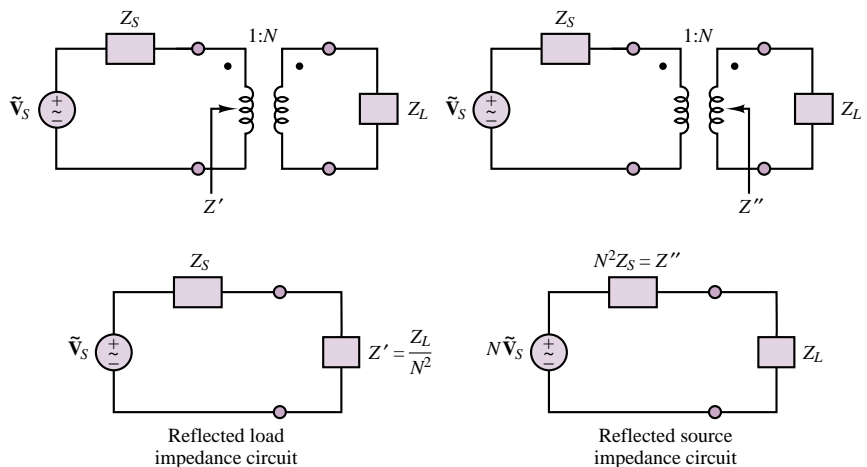 Z_S
1:N
Ṽ_S
+
~
−
Z_L
Z′
Z_S
1:N
Ṽ_S
+
~
−
Z_L
Z″
Z_S
Ṽ_S
+
~
−
Z′ = Z_L / N²
Reflected load
impedance circuit
N²Z_S = Z″
NṼ_S
+
~
−
Z_L
Reflected source
impedance circuit